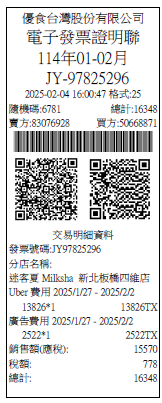 優食台灣股份有限公司
電子發票證明聯
114年01-02月
JY-97825296
2025-02-04 16:00:47 格式:25
隨機碼:6781 總計:16348
賣方:83076928 買方:50668871
交易明細資料
發票號碼:JY97825296
分店名稱:
迷客夏 Milksha 新北板橋四維店
Uber 費用 2025/1/27 - 2025/2/2
13826*1 13826TX
廣告費用 2025/1/27 - 2025/2/2
2522*1 2522TX
銷售額(應稅): 15570
稅額: 778
總計: 16348